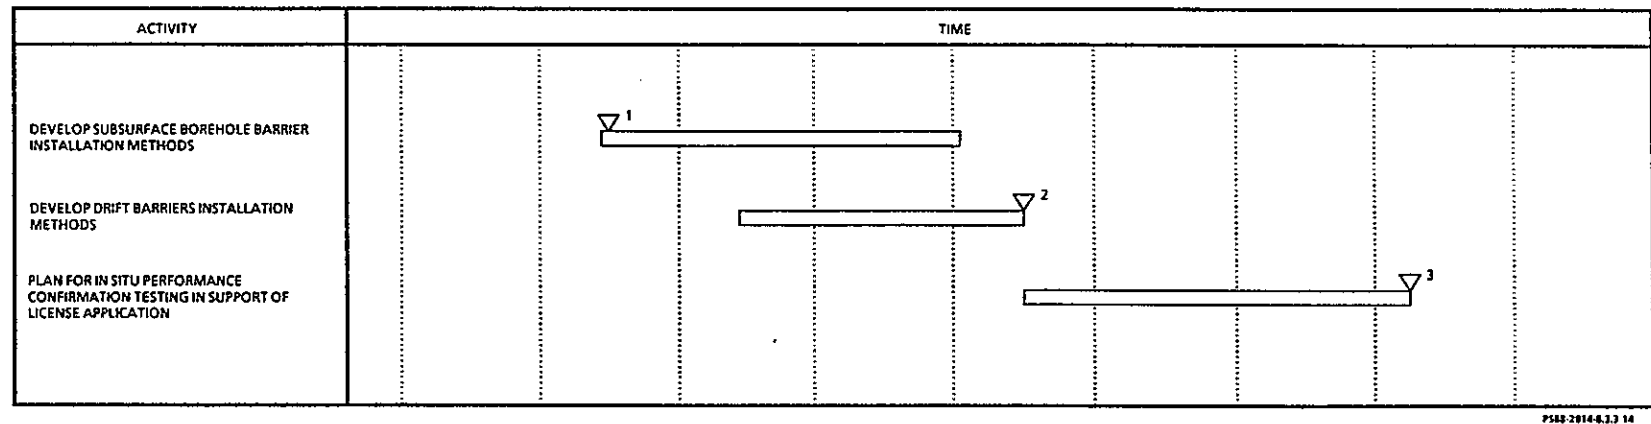 ACTIVITY
TIME
DEVELOP SUBSURFACE BOREHOLE BARRIER
INSTALLATION METHODS
1
DEVELOP DRIFT BARRIERS INSTALLATION
METHODS
2
PLAN FOR IN SITU PERFORMANCE
CONFIRMATION TESTING IN SUPPORT OF
LICENSE APPLICATION
3